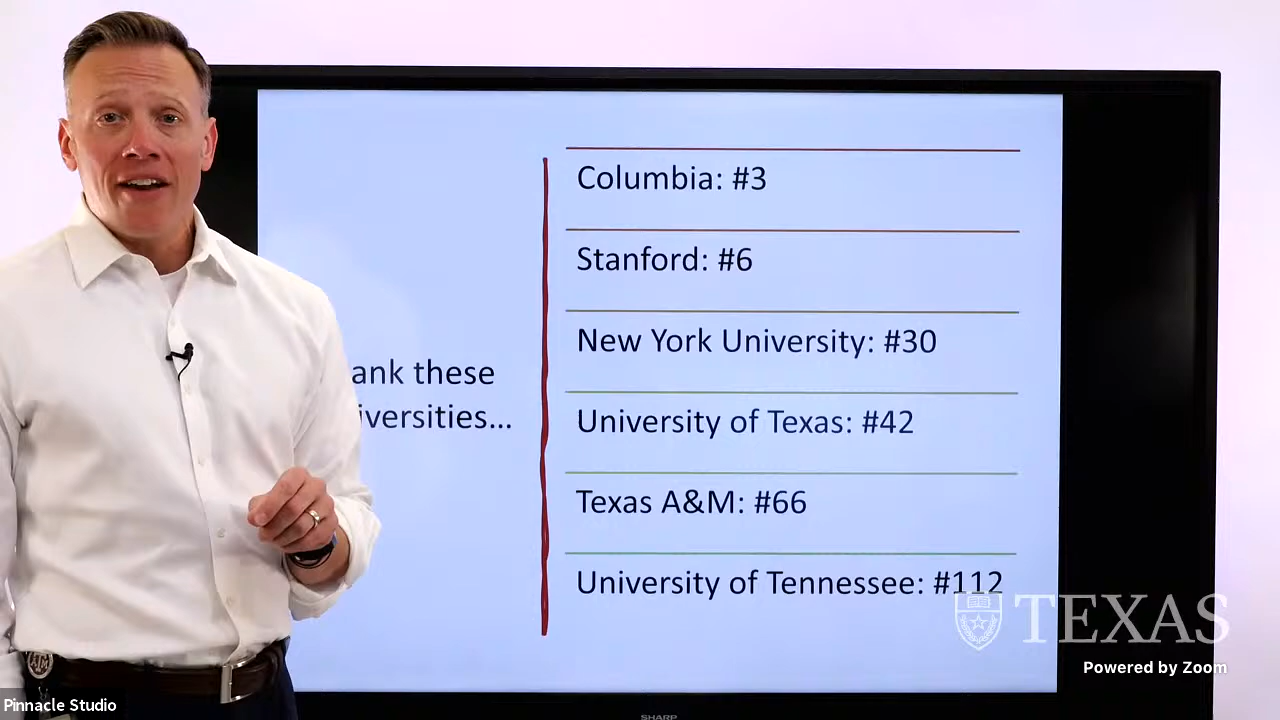 Columbia: #3
Stanford: #6
New York University: #30
ank these
iversities...
University of Texas: #42
Texas A&M: #66
University of Tennessee: #112
TEXAS
Powered by Zoom
ATM
Pinnacle Studio
SHARP